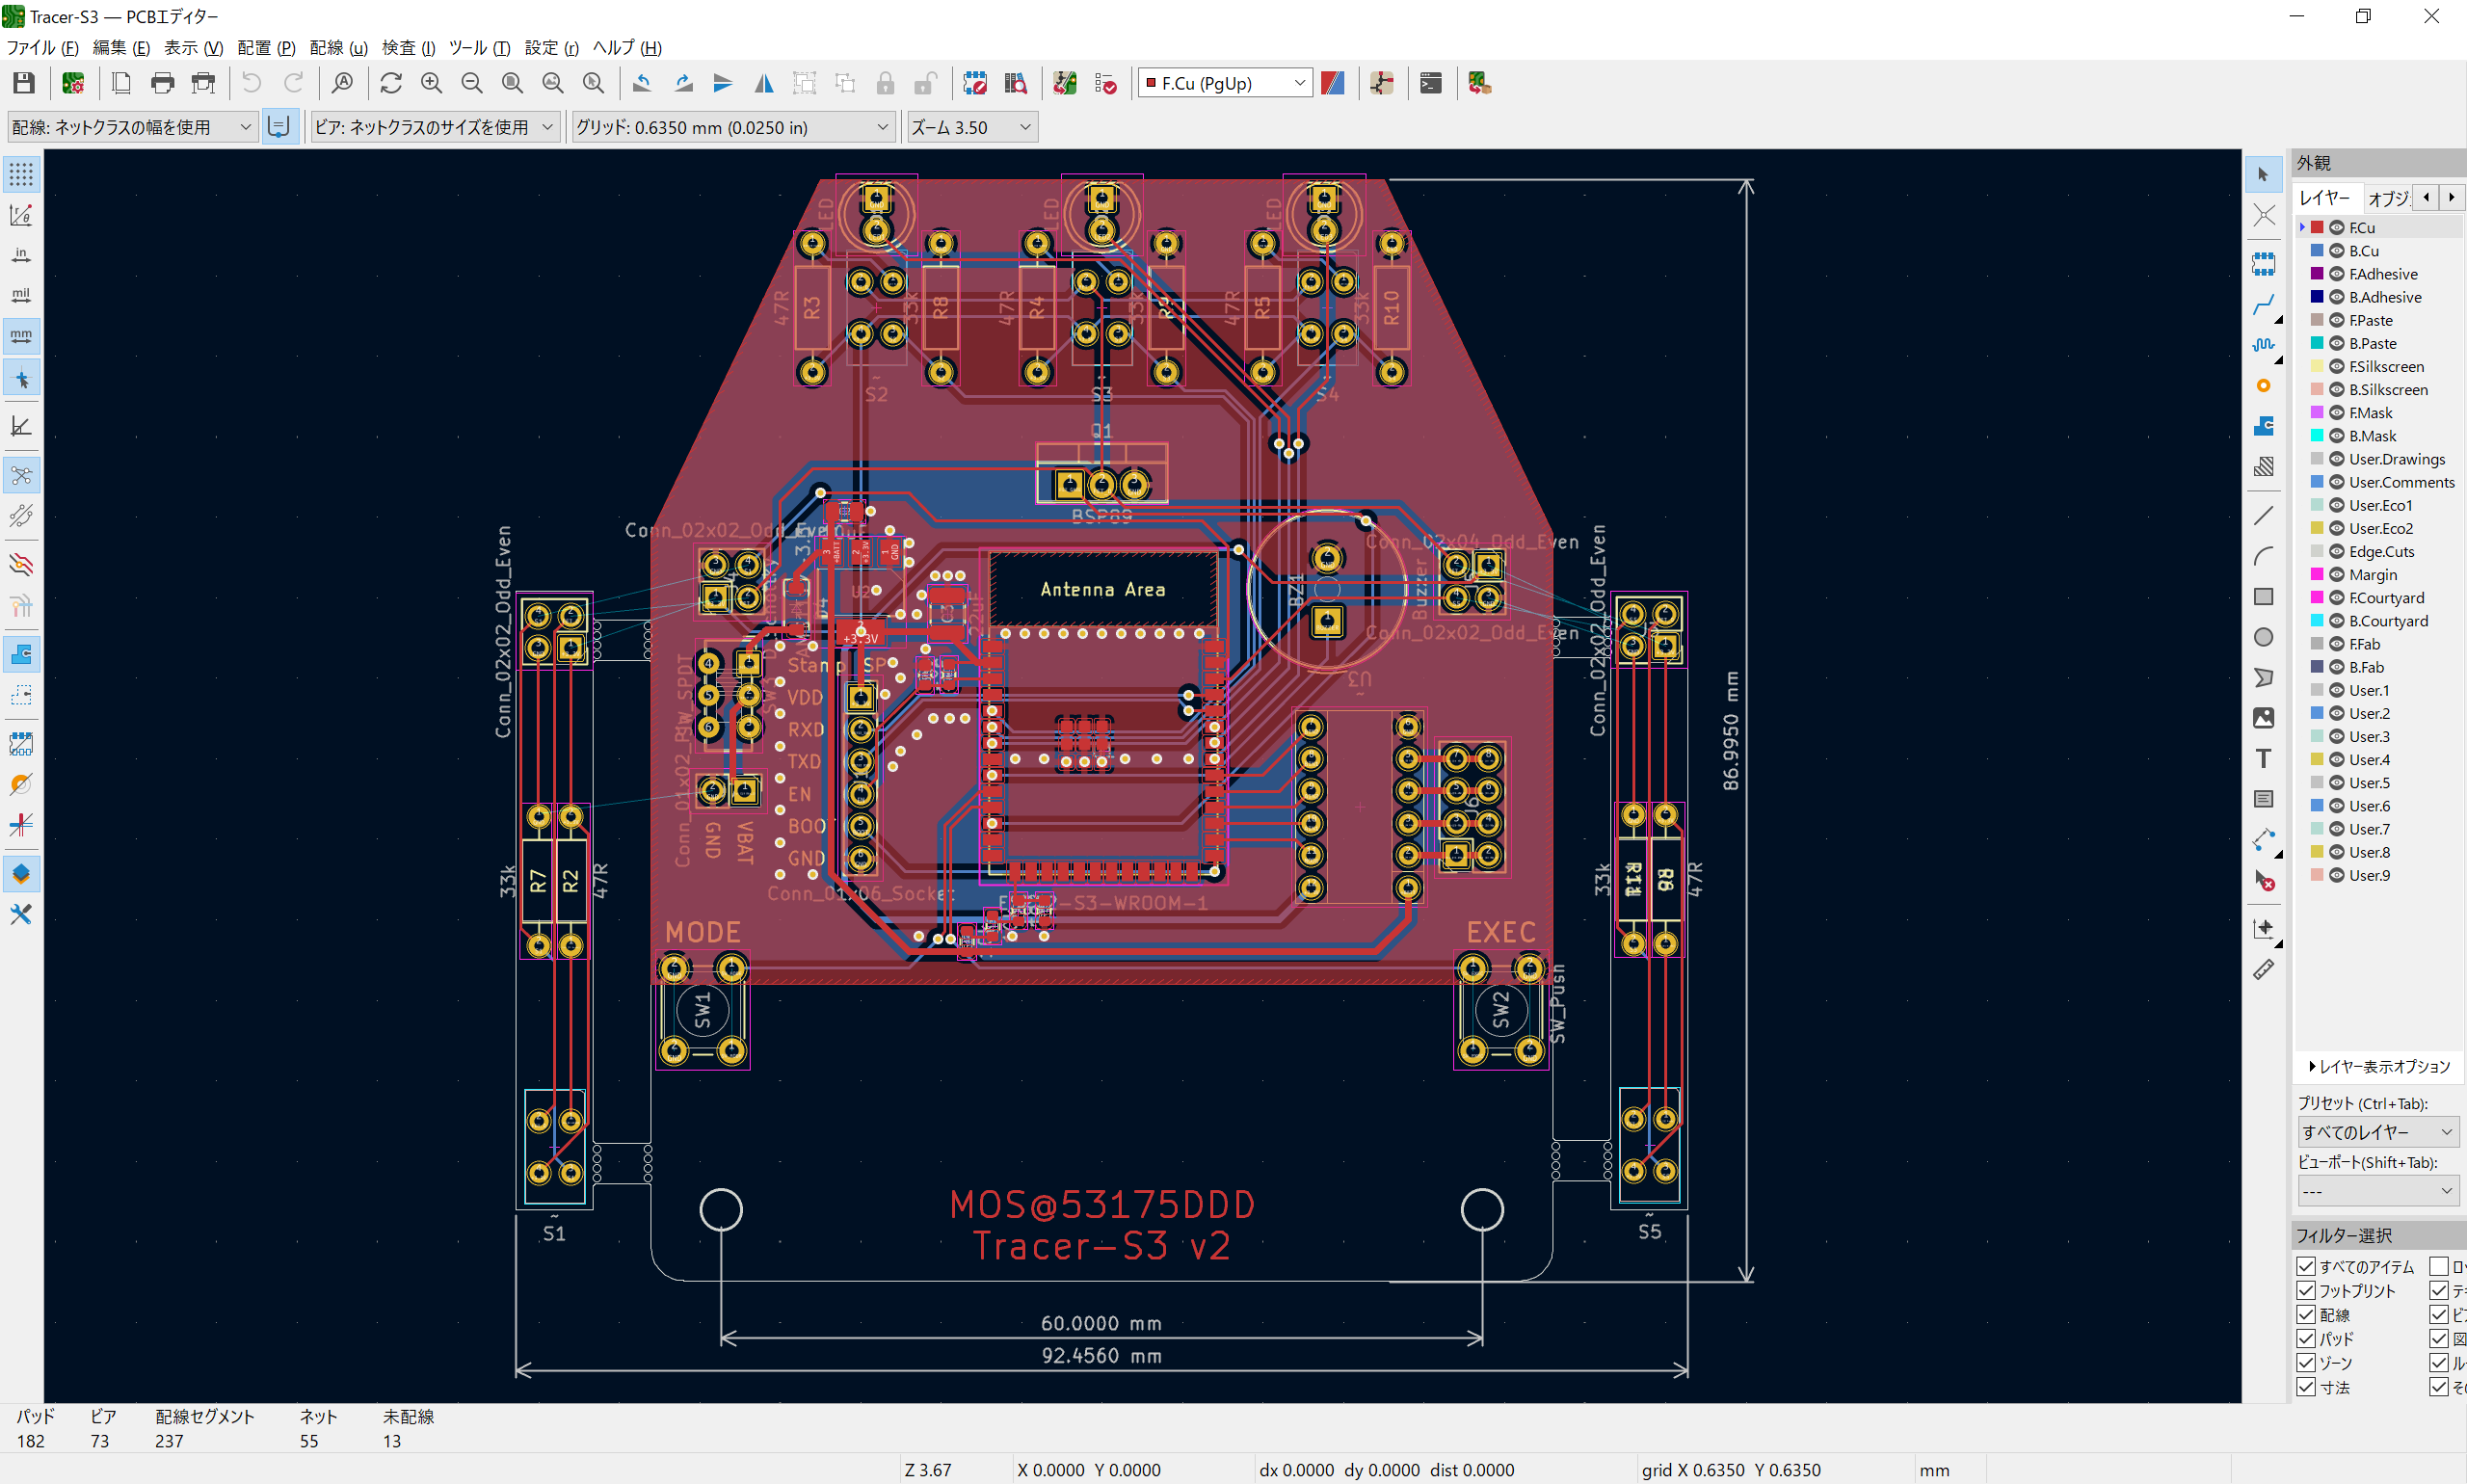 Tracer-S3 — PCBエディター
ファイル (F) 編集 (E) 表示 (V) 配置 (P) 配線 (u) 検査 (I) ツール (T) 設定 (r) ヘルプ (H)
F.Cu (PgUp)
配線: ネットクラスの幅を使用
ビア: ネットクラスのサイズを使用
グリッド: 0.6350 mm (0.0250 in)
ズーム 3.50
in
mil
mm
LED
LED
LED
47R
R3
33k
R8
47R
R4
33k
47R
R5
33k
R10
S2
S3
S4
Q1
BSP89
Conn_02x02_Odd_Even
Conn_02x04_Odd_Even
Conn_02x02_Odd_Even
Conn_02x02_Odd_Even
Conn_02x02_Odd_Even
Antenna Area
BZ1
Buzzer
U2
+3.3V
C3
22uF
U3
VDD
RXD
TXD
EN
BOOT
GND
GND
VBAT
Conn_01x06_Socket
J6
MODE
EXEC
SW1
SW2
SW_Push
33k
R7
R2
47R
33k
47R
S1
S5
86.9950 mm
MOS@53175DDD
Tracer-S3 v2
60.0000 mm
92.4560 mm
外観
レイヤー
オブジ
F.Cu
B.Cu
F.Adhesive
B.Adhesive
F.Paste
B.Paste
F.Silkscreen
B.Silkscreen
F.Mask
B.Mask
User.Drawings
User.Comments
User.Eco1
User.Eco2
Edge.Cuts
Margin
F.Courtyard
B.Courtyard
F.Fab
B.Fab
User.1
User.2
User.3
User.4
User.5
User.6
User.7
User.8
User.9
レイヤー表示オプション
プリセット (Ctrl+Tab):
すべてのレイヤー
ビューポート(Shift+Tab):
---
フィルター選択
すべてのアイテム
フットプリント
配線
パッド
ゾーン
寸法
パッド ビア 配線セグメント ネット 未配線
182 73 237 55 13
Z 3.67 X 0.0000 Y 0.0000 dx 0.0000 dy 0.0000 dist 0.0000 grid X 0.6350 Y 0.6350 mm